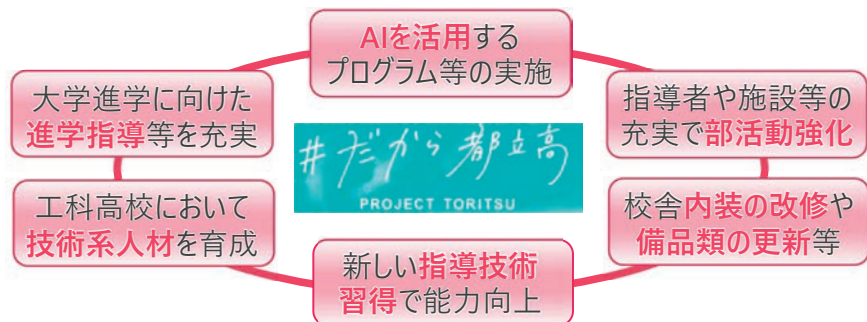 AIを活用する
プログラム等の実施
大学進学に向けた
進学指導等を充実
指導者や施設等の
充実で部活動強化
#だから都立高
PROJECT TORITSU
工科高校において
技術系人材を育成
校舎内装の改修や
備品類の更新等
新しい指導技術
習得で能力向上